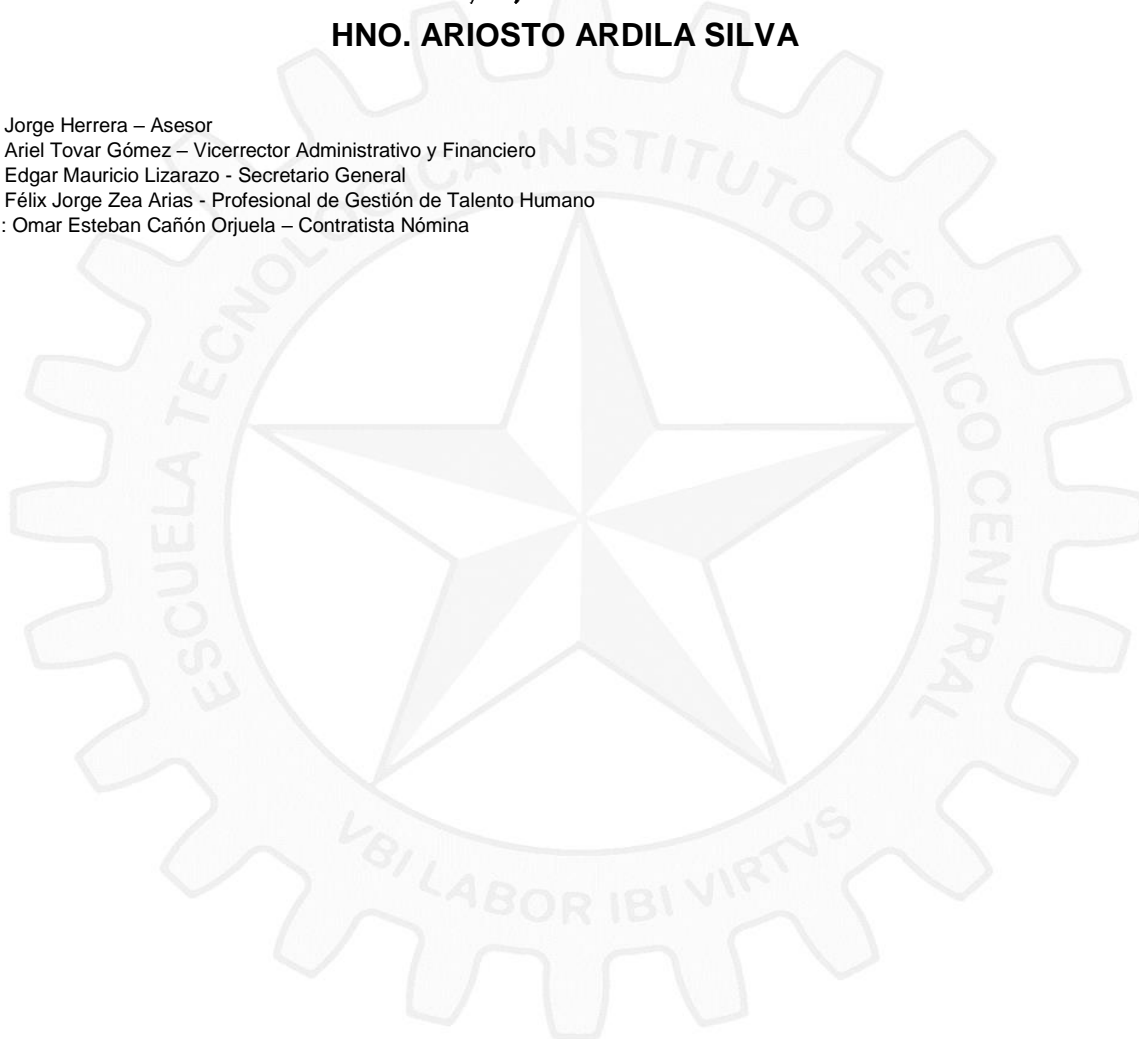 HNO. ARIOSTO ARDILA SILVA
Jorge Herrera – Asesor
Ariel Tovar Gómez – Vicerrector Administrativo y Financiero
Edgar Mauricio Lizarazo - Secretario General
Félix Jorge Zea Arias - Profesional de Gestión de Talento Humano
: Omar Esteban Cañón Orjuela – Contratista Nómina
ESCUELA TECNOLÓGICA INSTITUTO TÉCNICO CENTRAL
VBI LABOR IBI VIRTVS